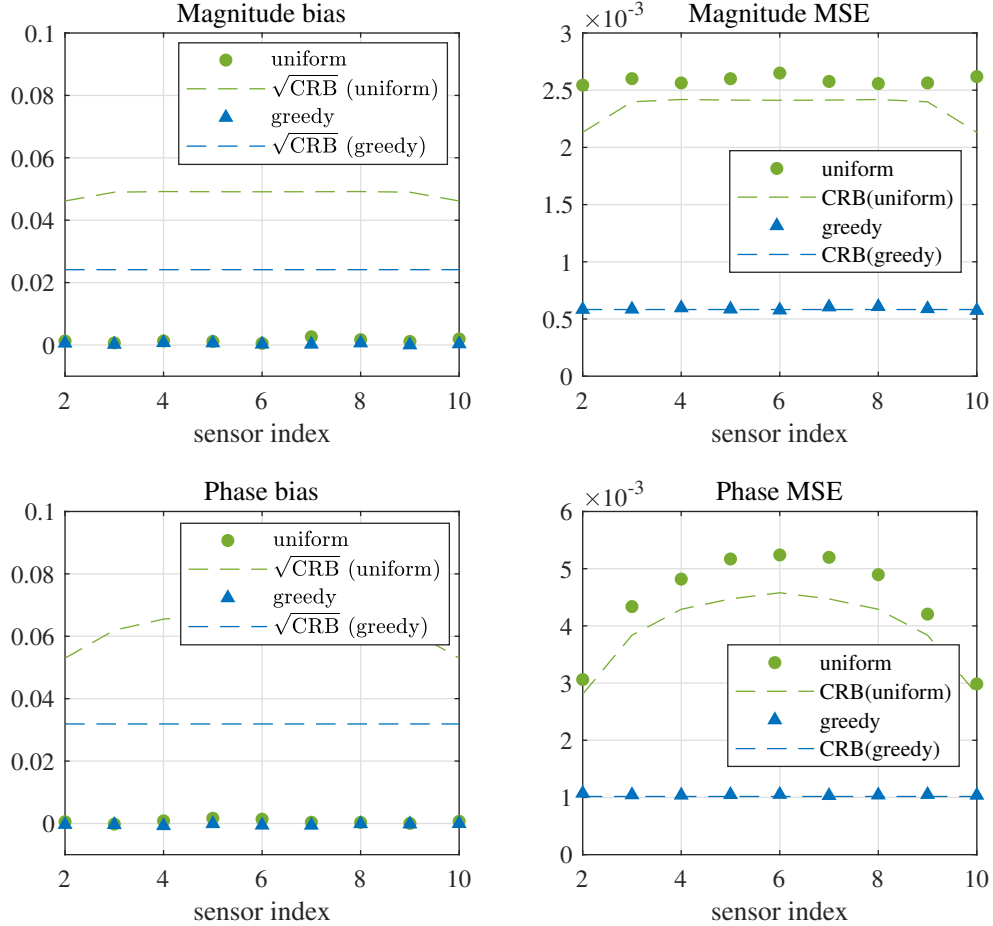 Magnitude bias
0.1
0.08
0.06
0.04
0.02
0
uniform
√CRB (uniform)
greedy
√CRB (greedy)
2 4 6 8 10
sensor index
Magnitude MSE
×10⁻³
3
2.5
2
1.5
1
0.5
0
uniform
CRB(uniform)
greedy
CRB(greedy)
2 4 6 8 10
sensor index
Phase bias
0.1
0.08
0.06
0.04
0.02
0
uniform
√CRB (uniform)
greedy
√CRB (greedy)
2 4 6 8 10
sensor index
Phase MSE
×10⁻³
6
5
4
3
2
1
0
uniform
CRB(uniform)
greedy
CRB(greedy)
2 4 6 8 10
sensor index